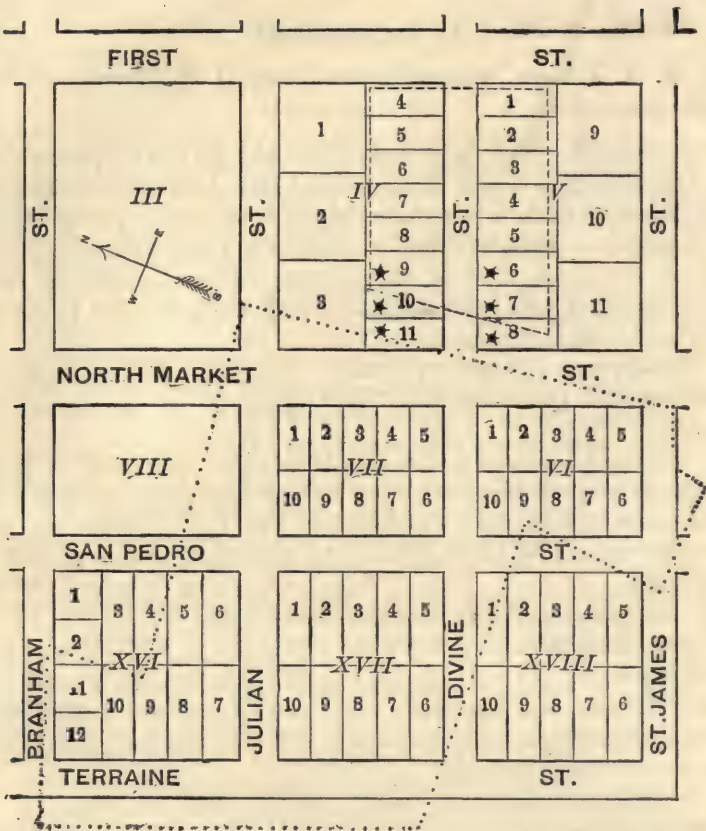 FIRST ST.
4 1
1 5 2 9
6 3
III IV 7 4 V
ST. ST. ST. ST.
2 8 5 10
N E
W S
9 6
3 10 7 11
11 8
NORTH MARKET ST.
1 2 3 4 5 1 2 3 4 5
VIII VII VI
10 9 8 7 6 10 9 8 7 6
SAN PEDRO ST.
1 3 4 5 6 1 2 3 4 5 1 2 3 4 5
2
XVI XVII XVIII
11 10 9 8 7 10 9 8 7 6 10 9 8 7 6
12
BRANHAM JULIAN DIVINE ST. JAMES
TERRAINE ST.